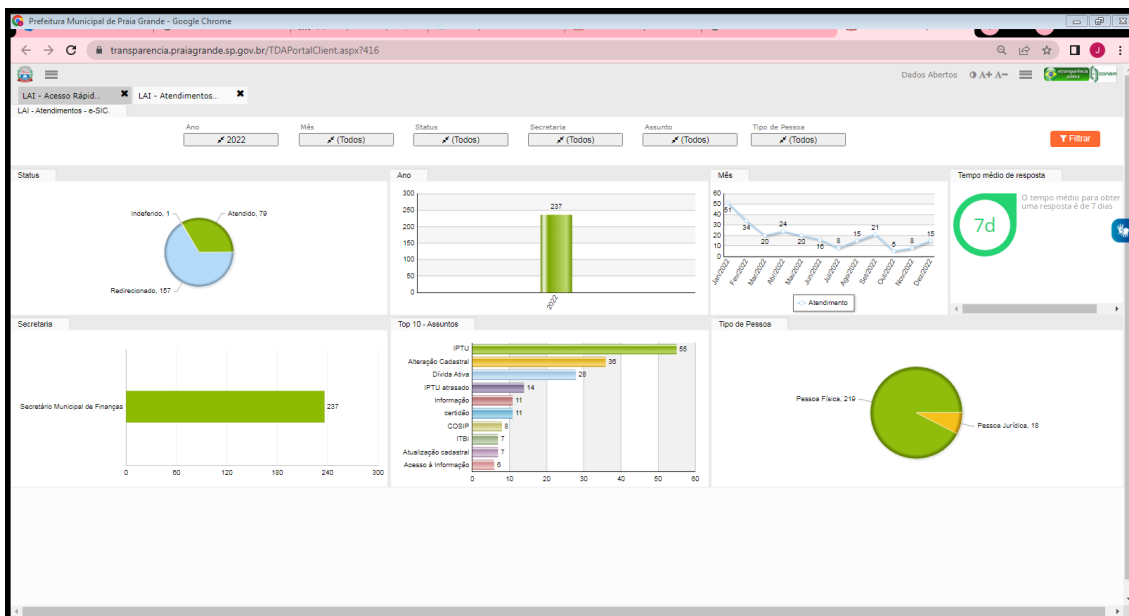 Prefeitura Municipal de Praia Grande - Google Chrome
transparencia.praiagrande.sp.gov.br/TDAPortalClient.aspx?416
J
Dados Abertos A+ A-
etransparência pública conam
LAI - Acesso Rápid... ✖ LAI - Atendimentos... ✖
LAI - Atendimentos - e-SIC.
Ano Mês Status Secretaria Assunto Tipo de Pessoa
2022 (Todos) (Todos) (Todos) (Todos) (Todos) Filtrar
Status
Indeferido, 1
Atendido, 79
Redirecionado, 157
Ano
300
250
200
150
100
50
0
237
2022
Mês
60
50
40
30
20
10
0
51 34 20 24 20 16 8 15 21 6 8 15
Jan/2022 Fev/2022 Mar/2022 Abr/2022 Mai/2022 Jun/2022 Jul/2022 Ago/2022 Set/2022 Out/2022 Nov/2022 Dez/2022
Atendimento
Tempo médio de resposta
7d
O tempo médio para obter
uma resposta é de 7 dias
Secretaria
Secretário Municipal de Finanças 237
0 60 120 180 240 300
Top 10 - Assuntos
IPTU 55
Alteração Cadastral 36
Dívida Ativa 28
IPTU atrasado 14
Informação 11
certidão 11
COSIP 8
ITBI 7
Atualização cadastral 7
Acesso à Informação 6
0 10 20 30 40 50 60
Tipo de Pessoa
Pessoa Física, 219
Pessoa Jurídica, 18